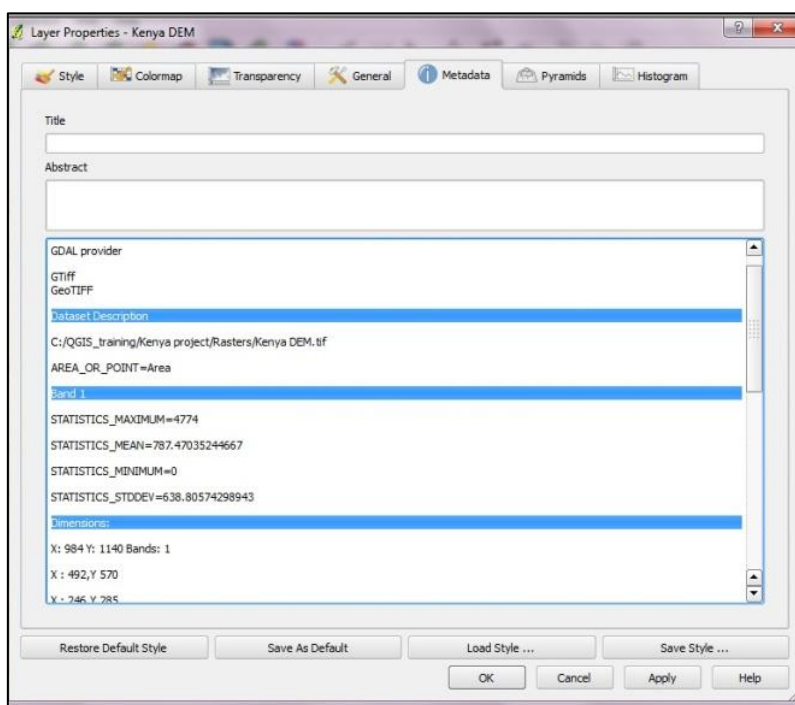 Layer Properties - Kenya DEM
Style Colormap Transparency General Metadata Pyramids Histogram
Title
Abstract
GDAL provider
GTiff
GeoTIFF
Dataset Description
C:/QGIS_training/Kenya project/Rasters/Kenya DEM.tif
AREA_OR_POINT=Area
Band 1
STATISTICS_MAXIMUM=4774
STATISTICS_MEAN=787.47035244667
STATISTICS_MINIMUM=0
STATISTICS_STDDEV=638.80574298943
Dimensions:
X: 984 Y: 1140 Bands: 1
X : 492,Y 570
X : 246,Y 285
Restore Default Style Save As Default Load Style ... Save Style ...
OK Cancel Apply Help